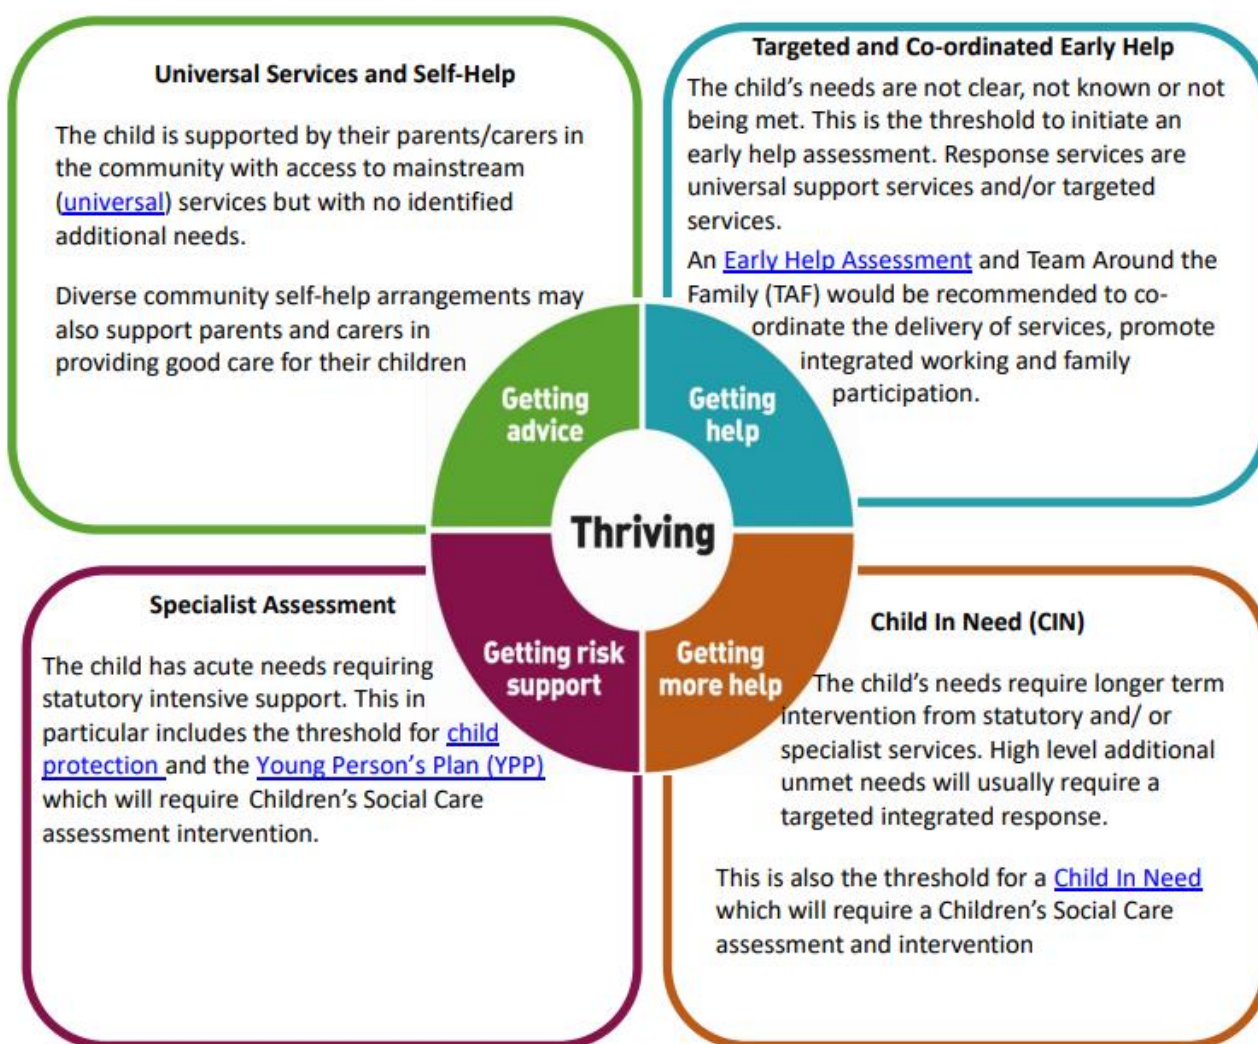 Universal Services and Self-Help
The child is supported by their parents/carers in
the community with access to mainstream
(universal) services but with no identified
additional needs.
Diverse community self-help arrangements may
also support parents and carers in
providing good care for their children
Targeted and Co-ordinated Early Help
The child’s needs are not clear, not known or not
being met. This is the threshold to initiate an
early help assessment. Response services are
universal support services and/or targeted
services.
An Early Help Assessment and Team Around the
Family (TAF) would be recommended to co-
ordinate the delivery of services, promote
integrated working and family
participation.
Getting
advice
Getting
help
Thriving
Getting risk
support
Getting
more help
Specialist Assessment
The child has acute needs requiring
statutory intensive support. This in
particular includes the threshold for child
protection and the Young Person’s Plan (YPP)
which will require Children’s Social Care
assessment intervention.
Child In Need (CIN)
The child’s needs require longer term
intervention from statutory and/ or
specialist services. High level additional
unmet needs will usually require a
targeted integrated response.
This is also the threshold for a Child In Need
which will require a Children’s Social Care
assessment and intervention